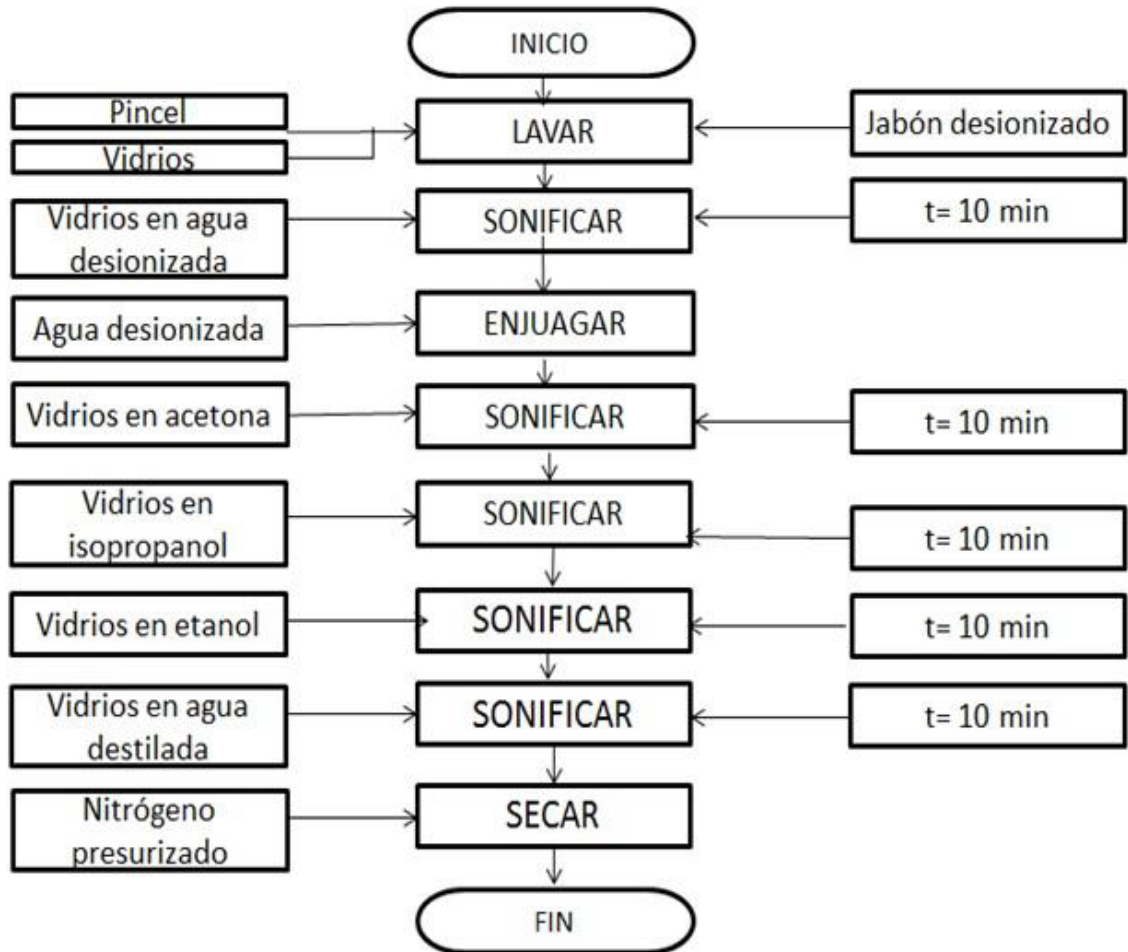 INICIO
Pincel
Vidrios
LAVAR
Jabón desionizado
Vidrios en agua
desionizada
SONIFICAR
t= 10 min
Agua desionizada
ENJUAGAR
Vidrios en acetona
SONIFICAR
t= 10 min
Vidrios en
isopropanol
SONIFICAR
t= 10 min
Vidrios en etanol
SONIFICAR
t= 10 min
Vidrios en agua
destilada
SONIFICAR
t= 10 min
Nitrógeno
presurizado
SECAR
FIN